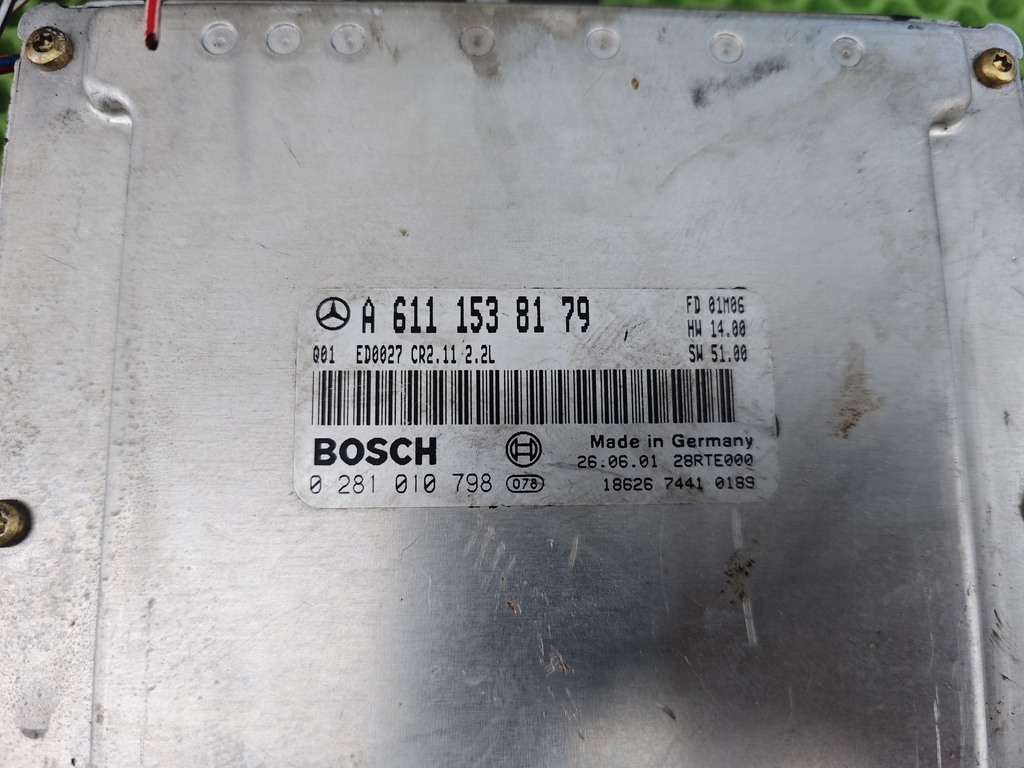 A 611 153 81 79
FD 01M06
HW 14.00
Q01 ED0027 CR2.11 2.2L
SW 51.00
BOSCH
Made in Germany
26.06.01 28RTE000
0 281 010 798 078
18626 7441 0189